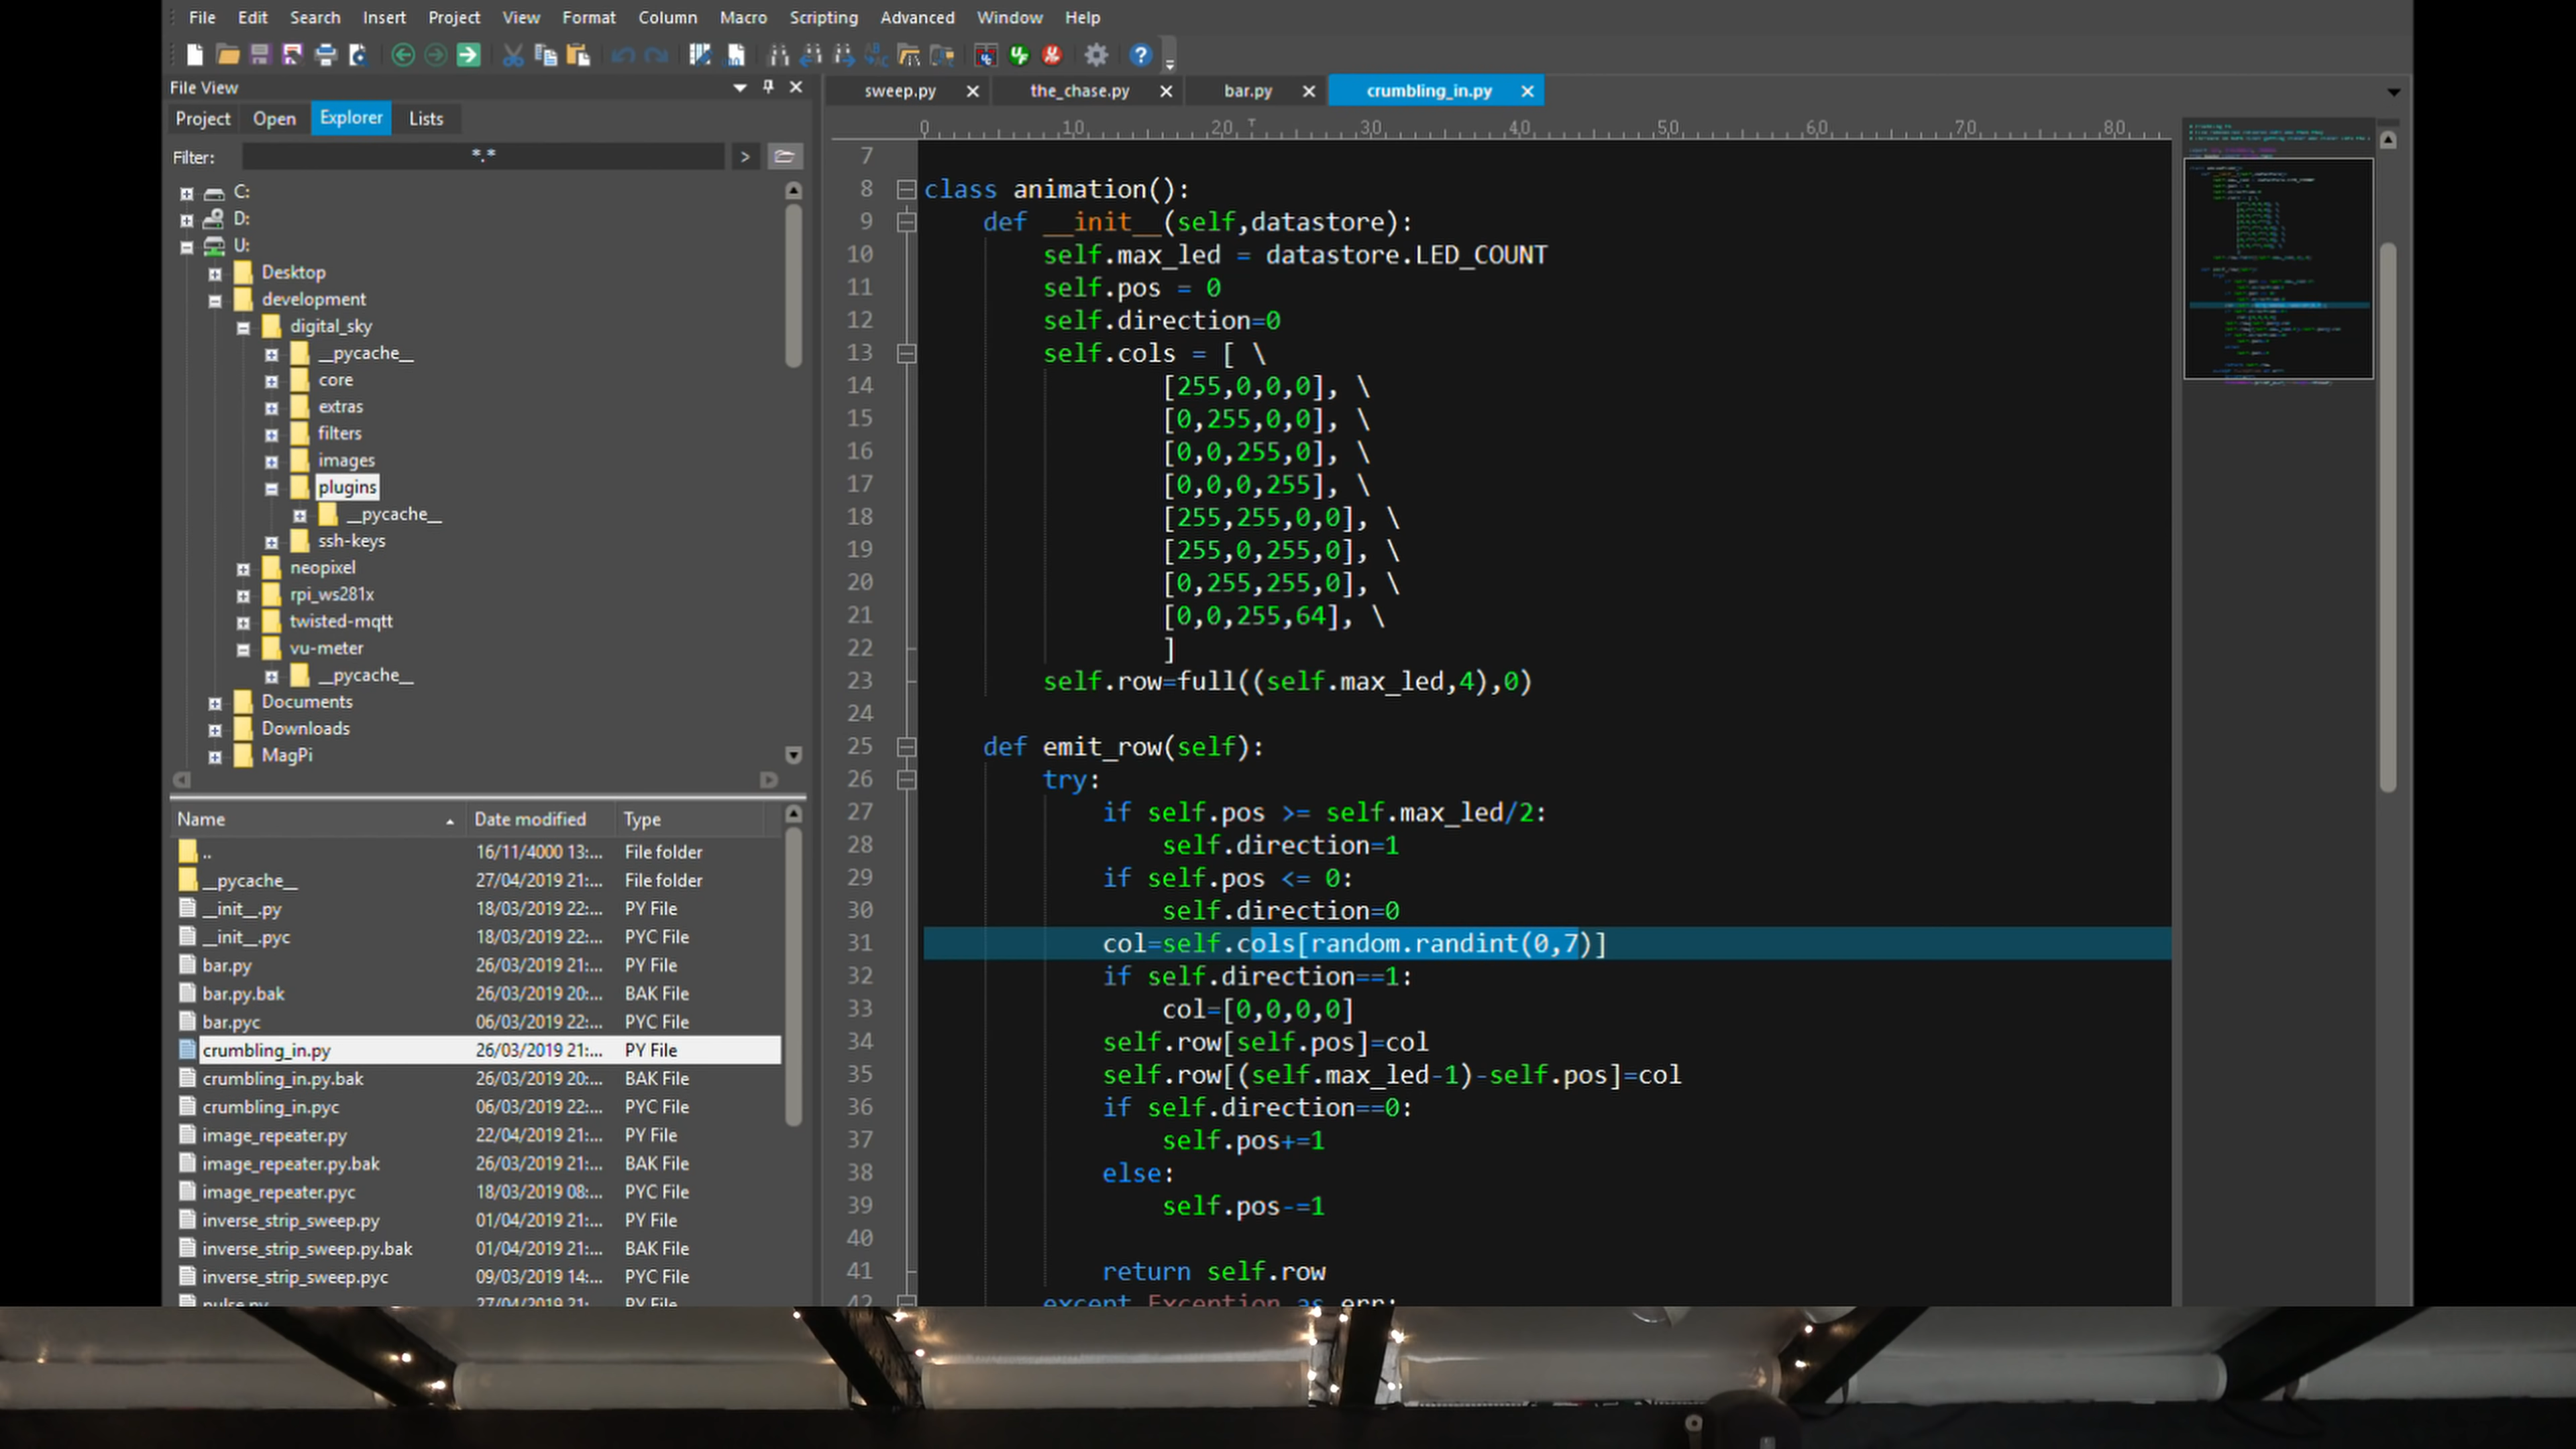 File Edit Search Insert Project View Format Column Macro Scripting Advanced Window Help
File View
Project Open Explorer Lists
Filter: *.* >
C:
D:
U:
Desktop
development
digital_sky
__pycache__
core
extras
filters
images
plugins
__pycache__
ssh-keys
neopixel
rpi_ws281x
twisted-mqtt
vu-meter
__pycache__
Documents
Downloads
MagPi
Name Date modified Type
.. 16/11/4000 13:... File folder
__pycache__ 27/04/2019 21:... File folder
__init__.py 18/03/2019 22:... PY File
__init__.pyc 18/03/2019 22:... PYC File
bar.py 26/03/2019 21:... PY File
bar.py.bak 26/03/2019 20:... BAK File
bar.pyc 06/03/2019 22:... PYC File
crumbling_in.py 26/03/2019 21:... PY File
crumbling_in.py.bak 26/03/2019 20:... BAK File
crumbling_in.pyc 06/03/2019 22:... PYC File
image_repeater.py 22/04/2019 21:... PY File
image_repeater.py.bak 26/03/2019 21:... BAK File
image_repeater.pyc 18/03/2019 08:... PYC File
inverse_strip_sweep.py 01/04/2019 21:... PY File
inverse_strip_sweep.py.bak 01/04/2019 21:... BAK File
inverse_strip_sweep.pyc 09/03/2019 14:... PYC File
pulse.py 27/04/2019 21:... PY File
sweep.py the_chase.py bar.py crumbling_in.py
0 10 20 30 40 50 60 70 80
7
8 class animation():
9 def __init__(self,datastore):
10 self.max_led = datastore.LED_COUNT
11 self.pos = 0
12 self.direction=0
13 self.cols = [ \
14 [255,0,0,0], \
15 [0,255,0,0], \
16 [0,0,255,0], \
17 [0,0,0,255], \
18 [255,255,0,0], \
19 [255,0,255,0], \
20 [0,255,255,0], \
21 [0,0,255,64], \
22 ]
23 self.row=full((self.max_led,4),0)
24
25 def emit_row(self):
26 try:
27 if self.pos >= self.max_led/2:
28 self.direction=1
29 if self.pos <= 0:
30 self.direction=0
31 col=self.cols[random.randint(0,7)]
32 if self.direction==1:
33 col=[0,0,0,0]
34 self.row[self.pos]=col
35 self.row[(self.max_led-1)-self.pos]=col
36 if self.direction==0:
37 self.pos+=1
38 else:
39 self.pos-=1
40
41 return self.row
42 except Exception as err: